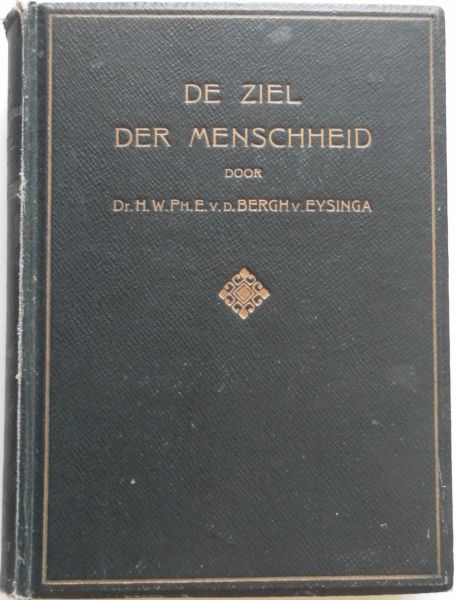 DE ZIEL
DER MENSCHHEID
DOOR
Dr. H. W. PH. E. v. D. BERGH v. EYSINGA